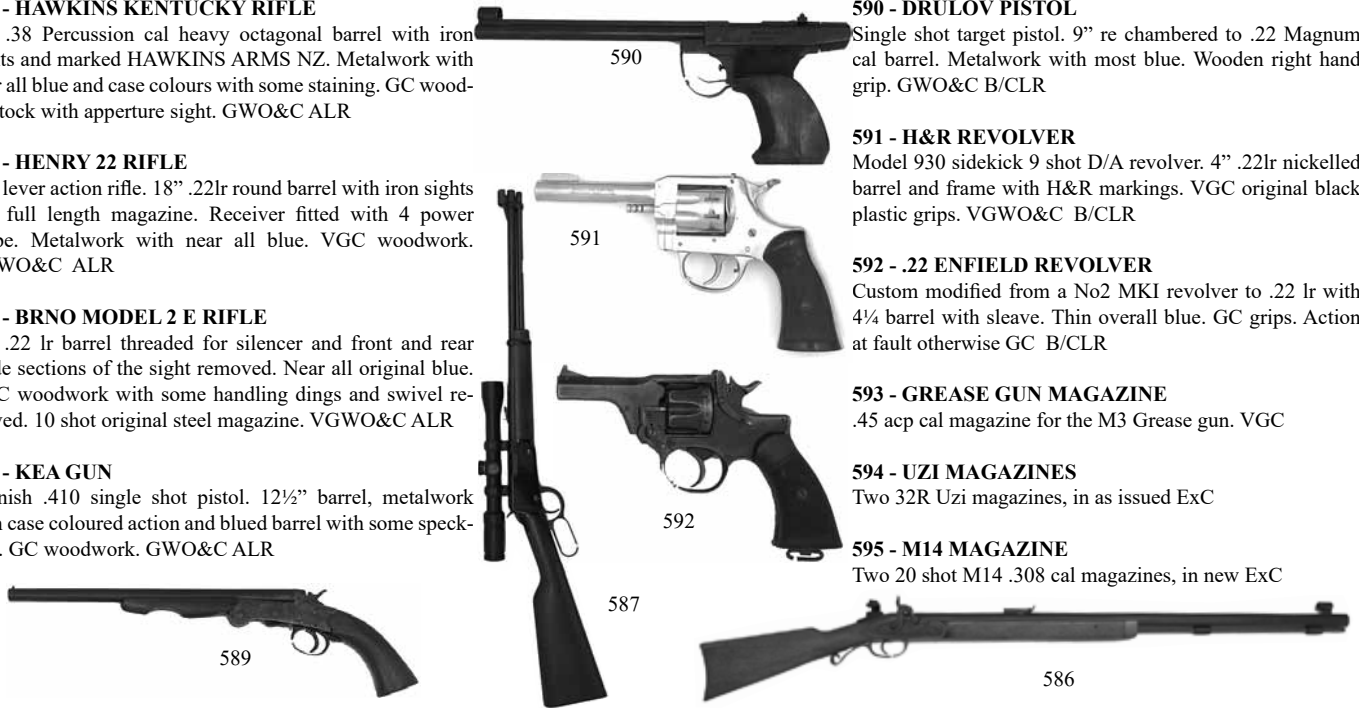 - HAWKINS KENTUCKY RIFLE
.38 Percussion cal heavy octagonal barrel with iron
and marked HAWKINS ARMS NZ. Metalwork with
all blue and case colours with some staining. GC wood-
with apperture sight. GWO&C ALR
- HENRY 22 RIFLE
lever action rifle. 18” .22lr round barrel with iron sights
full length magazine. Receiver fitted with 4 power
Metalwork with near all blue. VGC woodwork.
ALR
- BRNO MODEL 2 E RIFLE
.22 lr barrel threaded for silencer and front and rear
sections of the sight removed. Near all original blue.
woodwork with some handling dings and swivel re-
10 shot original steel magazine. VGWO&C ALR
- KEA GUN
.410 single shot pistol. 12½” barrel, metalwork
case coloured action and blued barrel with some speck-
GC woodwork. GWO&C ALR
589
590
591
592
587
590 - DRULOV PISTOL
Single shot target pistol. 9” re chambered to .22 Magnum
cal barrel. Metalwork with most blue. Wooden right hand
grip. GWO&C B/CLR
591 - H&R REVOLVER
Model 930 sidekick 9 shot D/A revolver. 4” .22lr nickelled
barrel and frame with H&R markings. VGC original black
plastic grips. VGWO&C B/CLR
592 - .22 ENFIELD REVOLVER
Custom modified from a No2 MKI revolver to .22 lr with
4¼ barrel with sleave. Thin overall blue. GC grips. Action
at fault otherwise GC B/CLR
593 - GREASE GUN MAGAZINE
.45 acp cal magazine for the M3 Grease gun. VGC
594 - UZI MAGAZINES
Two 32R Uzi magazines, in as issued ExC
595 - M14 MAGAZINE
Two 20 shot M14 .308 cal magazines, in new ExC
586